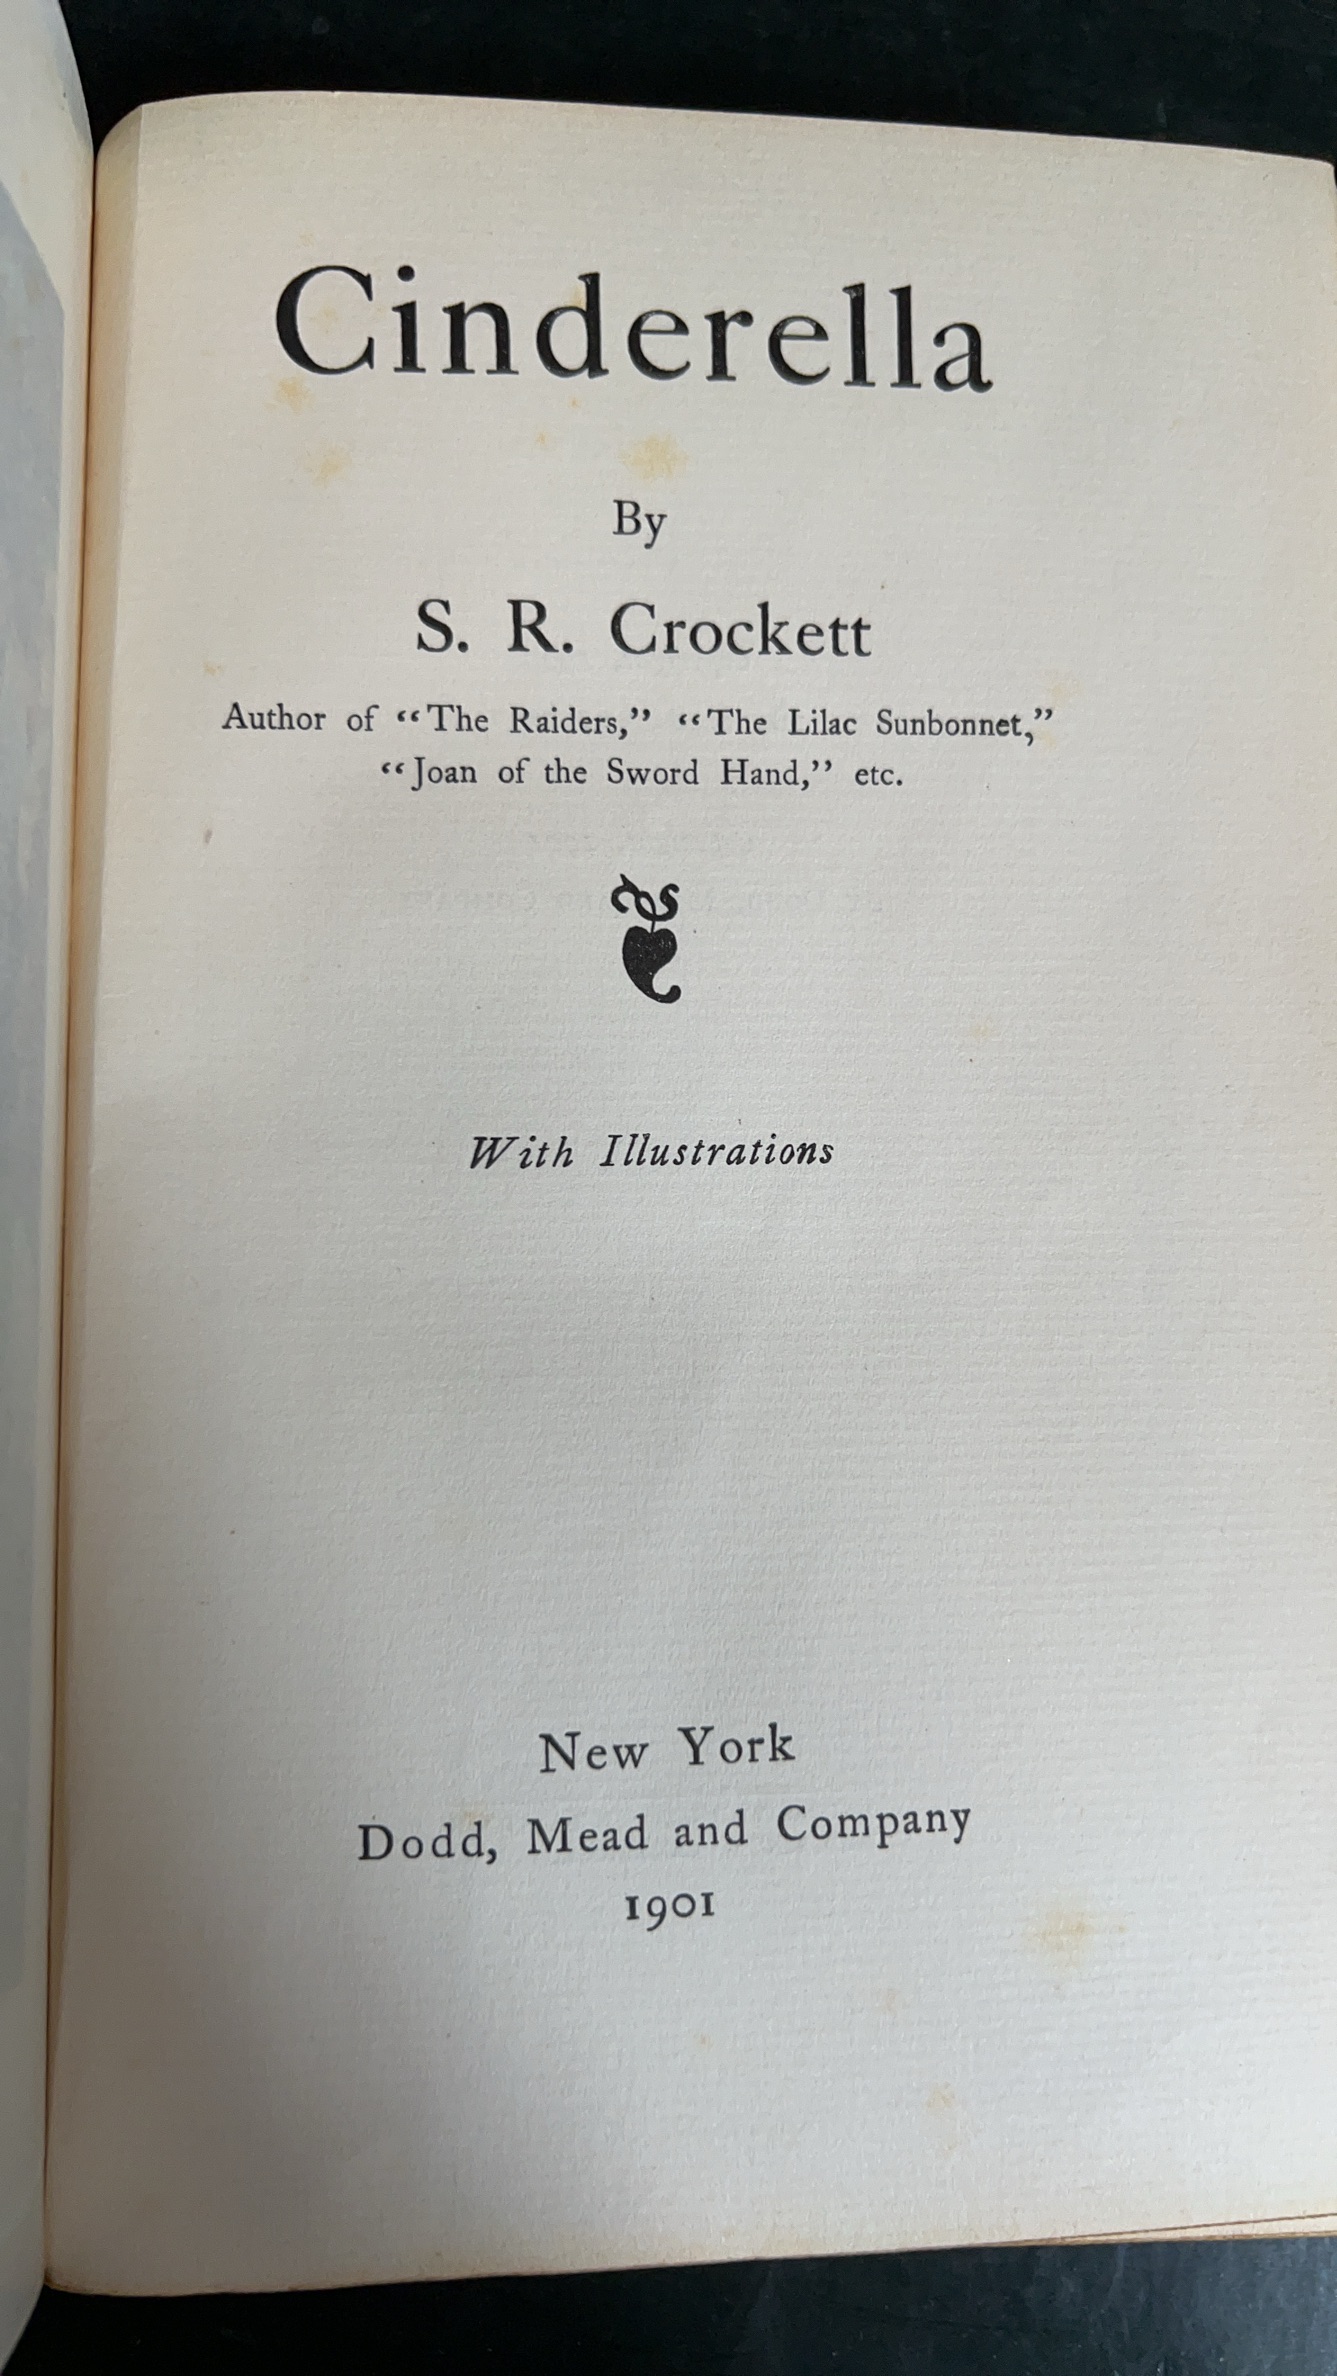 Cinderella
By
S. R. Crockett
Author of “The Raiders,” “The Lilac Sunbonnet,”
“Joan of the Sword Hand,” etc.
With Illustrations
New York
Dodd, Mead and Company
1901